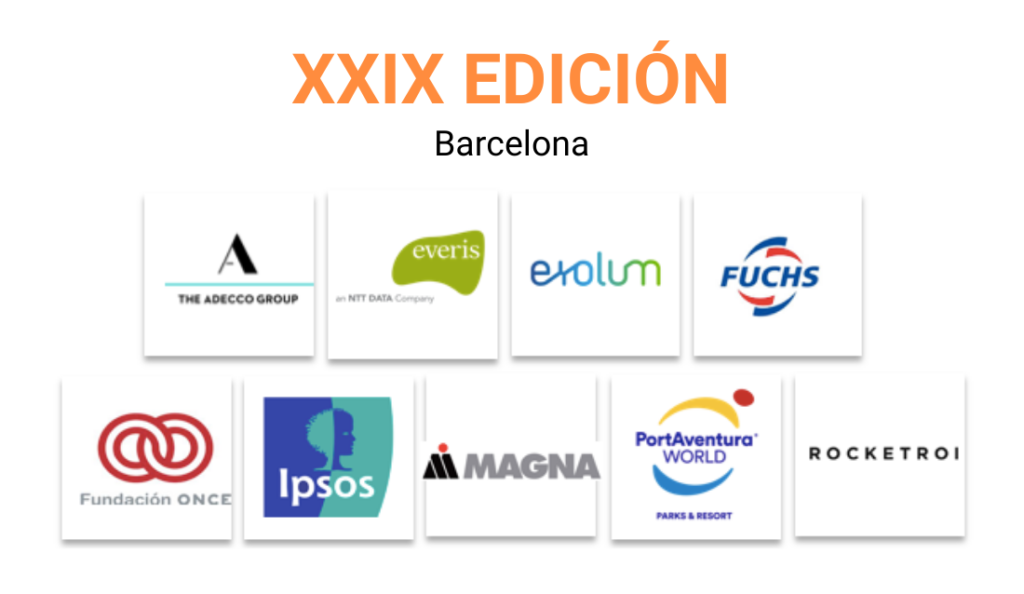 XXIX EDICIÓN
Barcelona
A
THE ADECCO GROUP
everis
an NTT DATA Company
exolum
FUCHS
Fundación ONCE
Ipsos
MAGNA
PortAventura®
WORLD
PARKS & RESORT
ROCKETROI